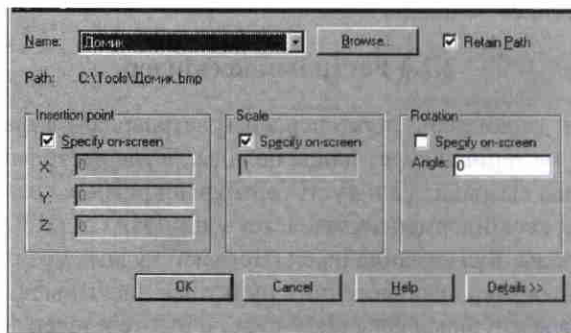 Name: Домик Browse... Retain Path
Path: C:\Tools\Домик.bmp
Insertion point Scale Rotation
Specify on-screen Specify on-screen Specify on-screen
X: 0 1 Angle: 0
Y: 0
Z: 0
OK Cancel Help Details >>